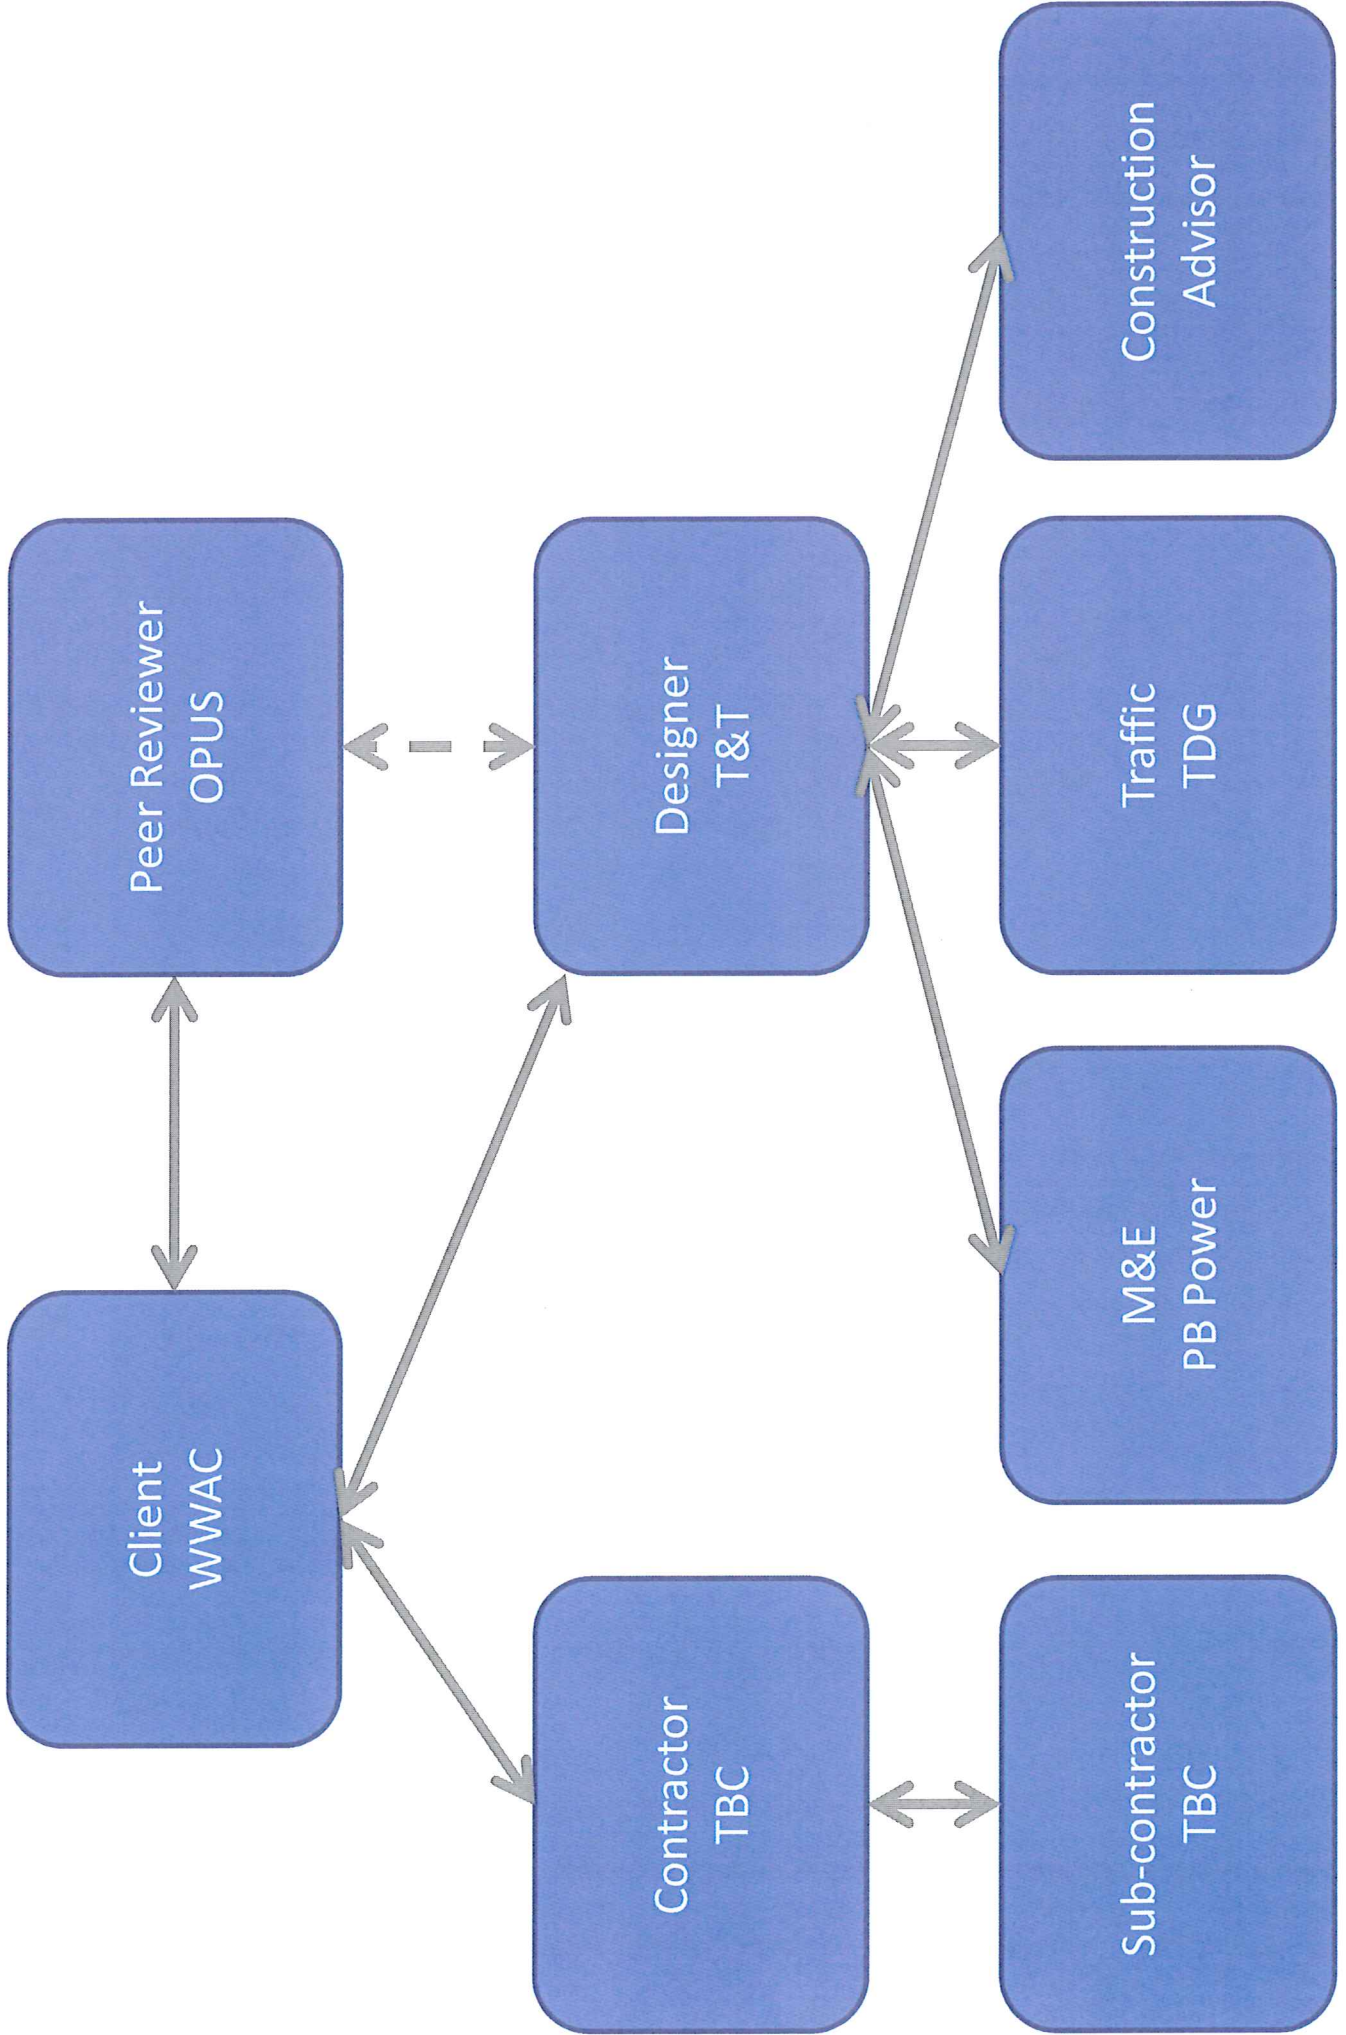 Client
WWAC
Peer Reviewer
OPUS
Contractor
TBC
Designer
T&T
Sub-contractor
TBC
M&E
PB Power
Traffic
TDG
Construction
Advisor